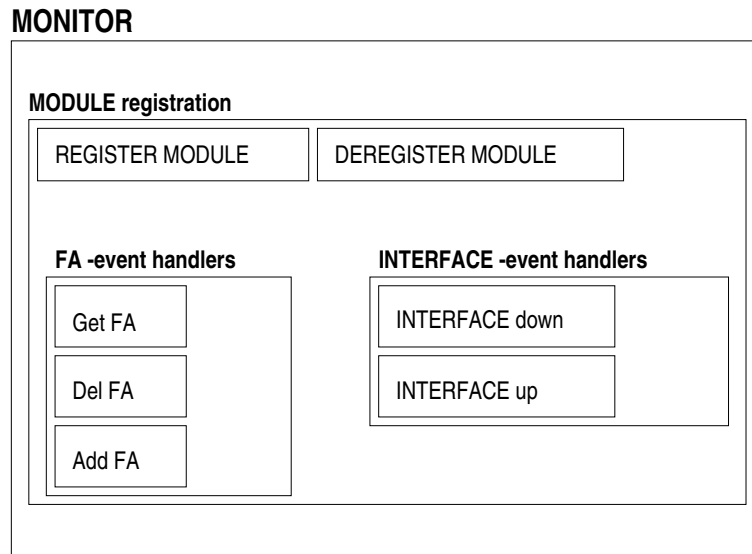 MONITOR
MODULE registration
REGISTER MODULE
DEREGISTER MODULE
FA -event handlers
Get FA
Del FA
Add FA
INTERFACE -event handlers
INTERFACE down
INTERFACE up